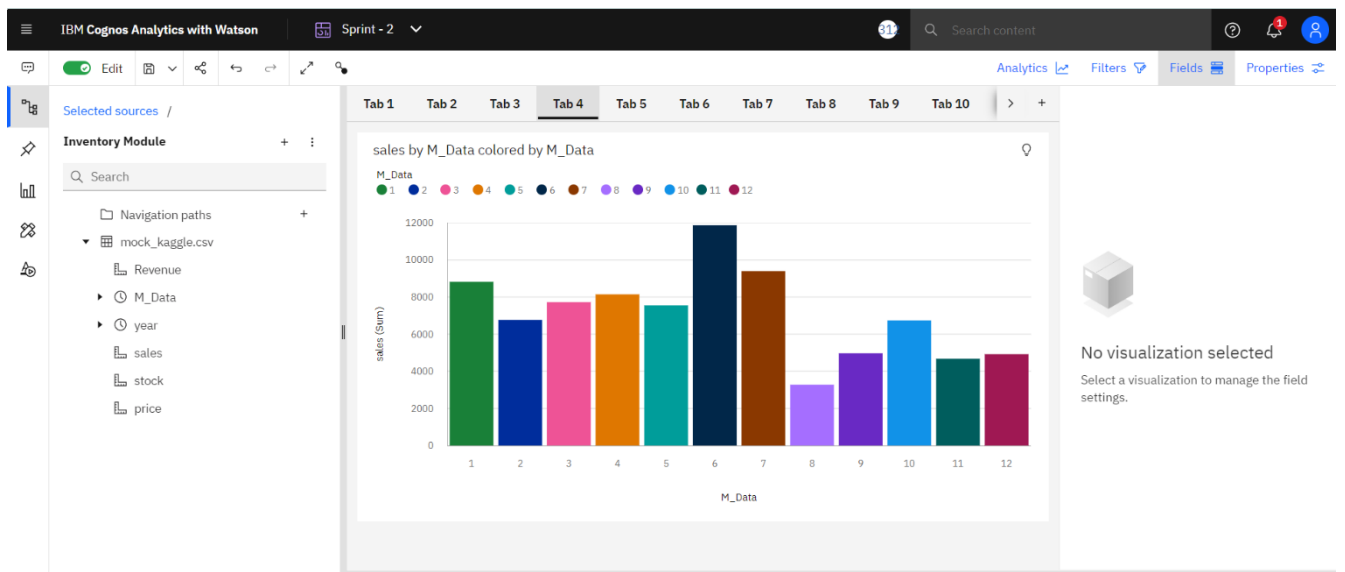 IBM Cognos Analytics with Watson
Sprint - 2
312
Search content
1
Edit
Analytics
Filters
Fields
Properties
Selected sources /
Inventory Module
Search
Navigation paths
mock_kaggle.csv
Revenue
M_Data
year
sales
stock
price
Tab 1 Tab 2 Tab 3 Tab 4 Tab 5 Tab 6 Tab 7 Tab 8 Tab 9 Tab 10
sales by M_Data colored by M_Data
M_Data
1 2 3 4 5 6 7 8 9 10 11 12
12000
10000
8000
6000
4000
2000
0
sales (Sum)
1 2 3 4 5 6 7 8 9 10 11 12
M_Data
No visualization selected
Select a visualization to manage the field
settings.